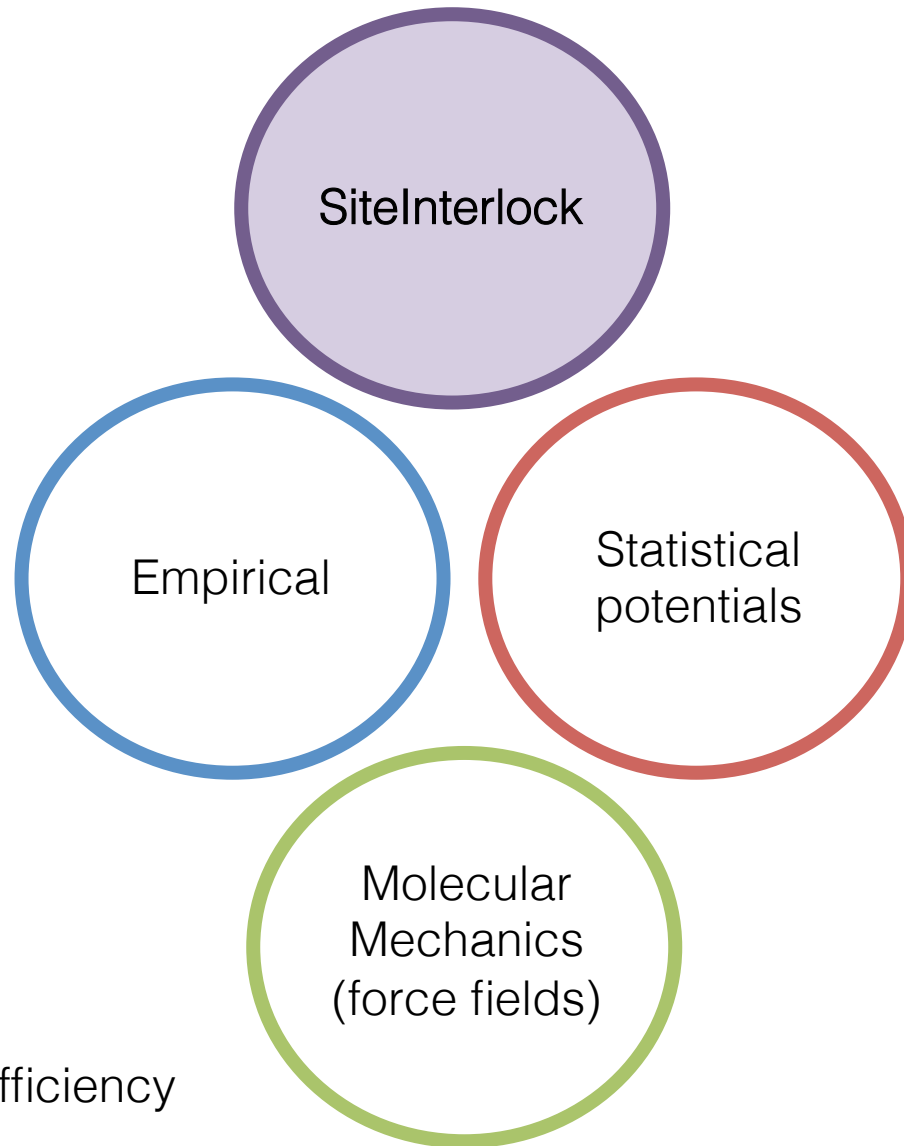 SiteInterlock
Empirical
Statistical
potentials
Molecular
Mechanics
(force fields)
fficiency